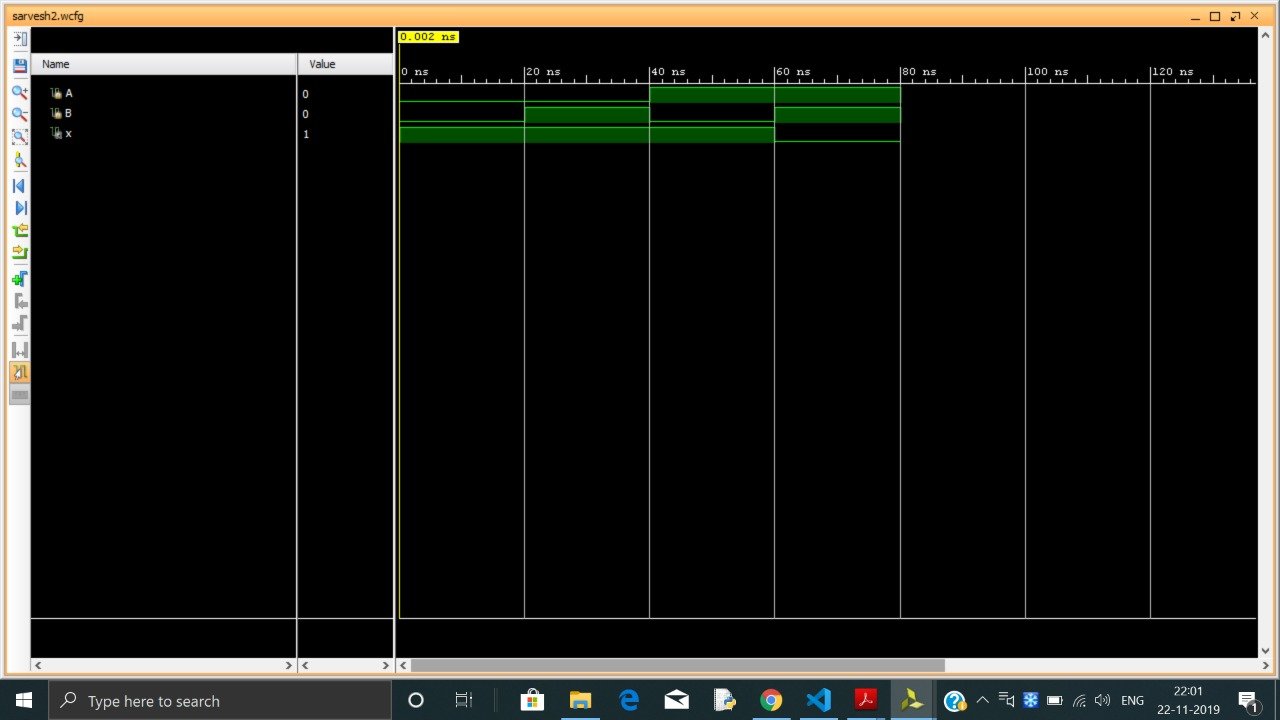 sarvesh2.wcfg
0.002 ns
0 ns 20 ns 40 ns 60 ns 80 ns 100 ns 120 ns
Name Value
A 0
B 0
x 1
Type here to search
ENG
22:01
22-11-2019
1